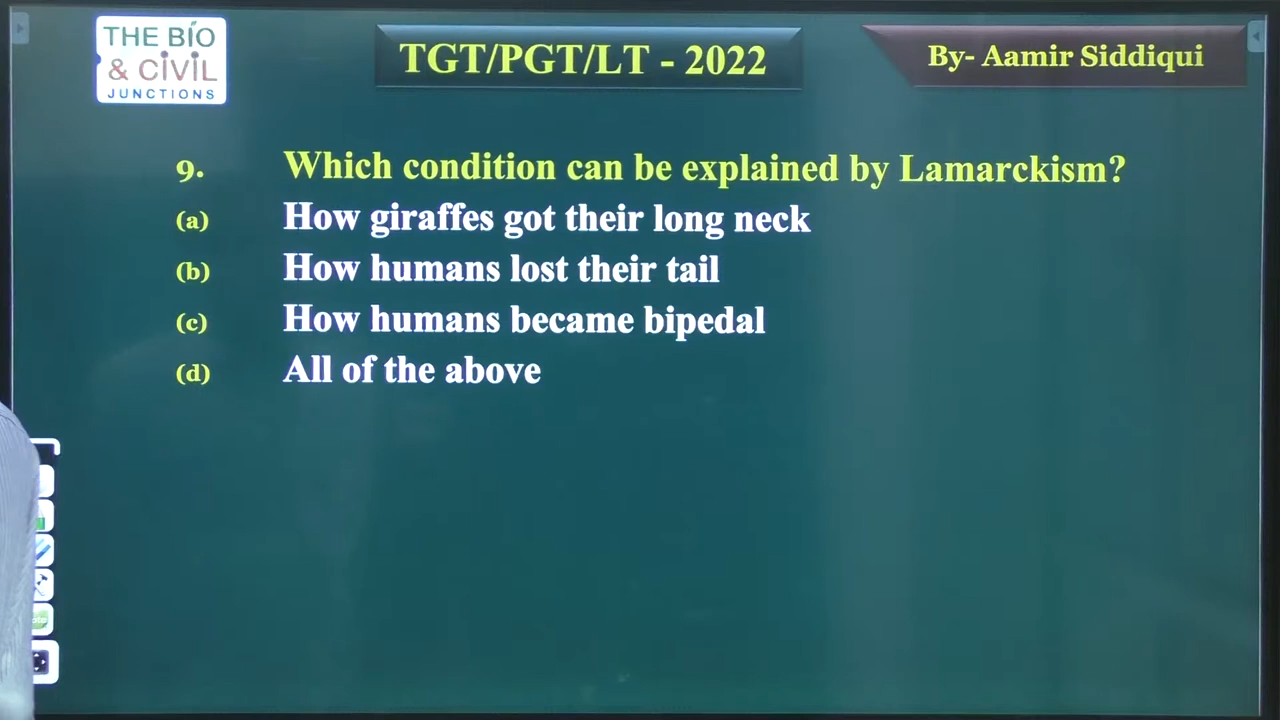 THE BIO
& CIVIL
JUNCTIONS
TGT/PGT/LT - 2022
By- Aamir Siddiqui
9. Which condition can be explained by Lamarckism?
(a) How giraffes got their long neck
(b) How humans lost their tail
(c) How humans became bipedal
(d) All of the above